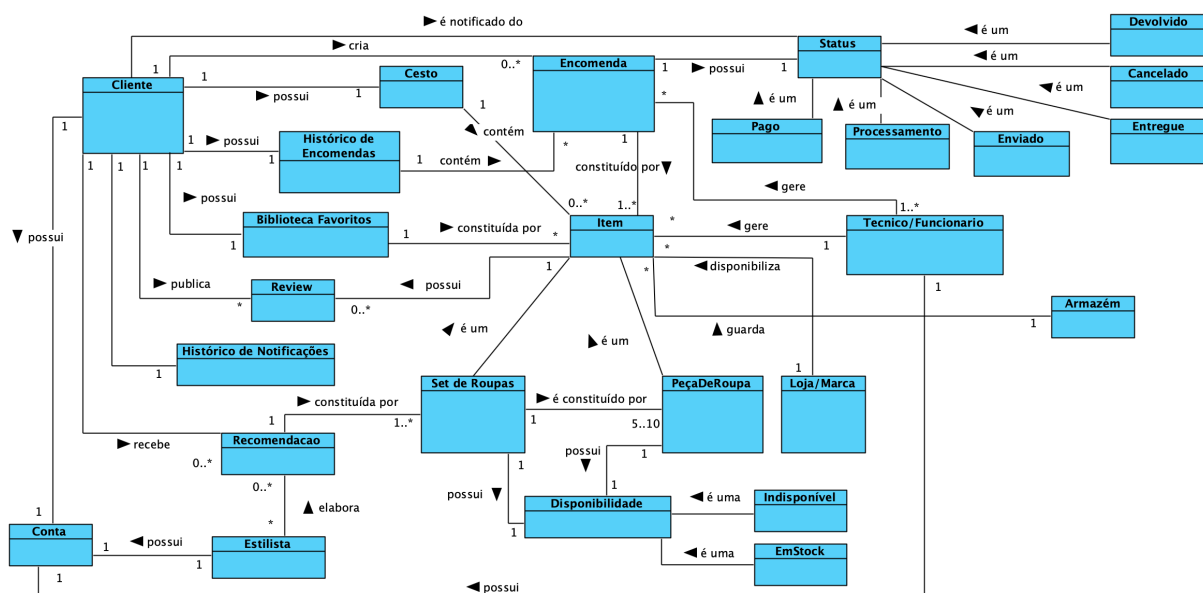 é notificado do
é um
Devolvido
cria
Status
é um
1
0..*
Encomenda
1
possui
1
Cancelado
Cliente
1
Cesto
é um
possui
1
1
é um
é um
é um
1
*
Pago
Processamento
Enviado
Entregue
1
possui
1
Histórico de
Encomendas
contém
*
1
1
1
1
1
1
contém
constituído por
possui
gere
0..*
1..*
1..*
Biblioteca Favoritos
Item
Tecnico/Funcionario
possui
1
1
constituída por
*
*
gere
1
publica
Review
possui
1
*
*
disponibiliza
*
0..*
1
Armazém
é um
é um
guarda
1
Histórico de Notificações
1
1
Set de Roupas
PeçaDeRoupa
Loja/Marca
constituída por
é constituído por
1
1..*
1
5..10
recebe
Recomendacao
0..*
0..*
possui
1
1
possui
1
1
Disponibilidade
é uma
Indisponível
elabora
*
1
Conta
1
possui
1
Estilista
é uma
EmStock
1
possui